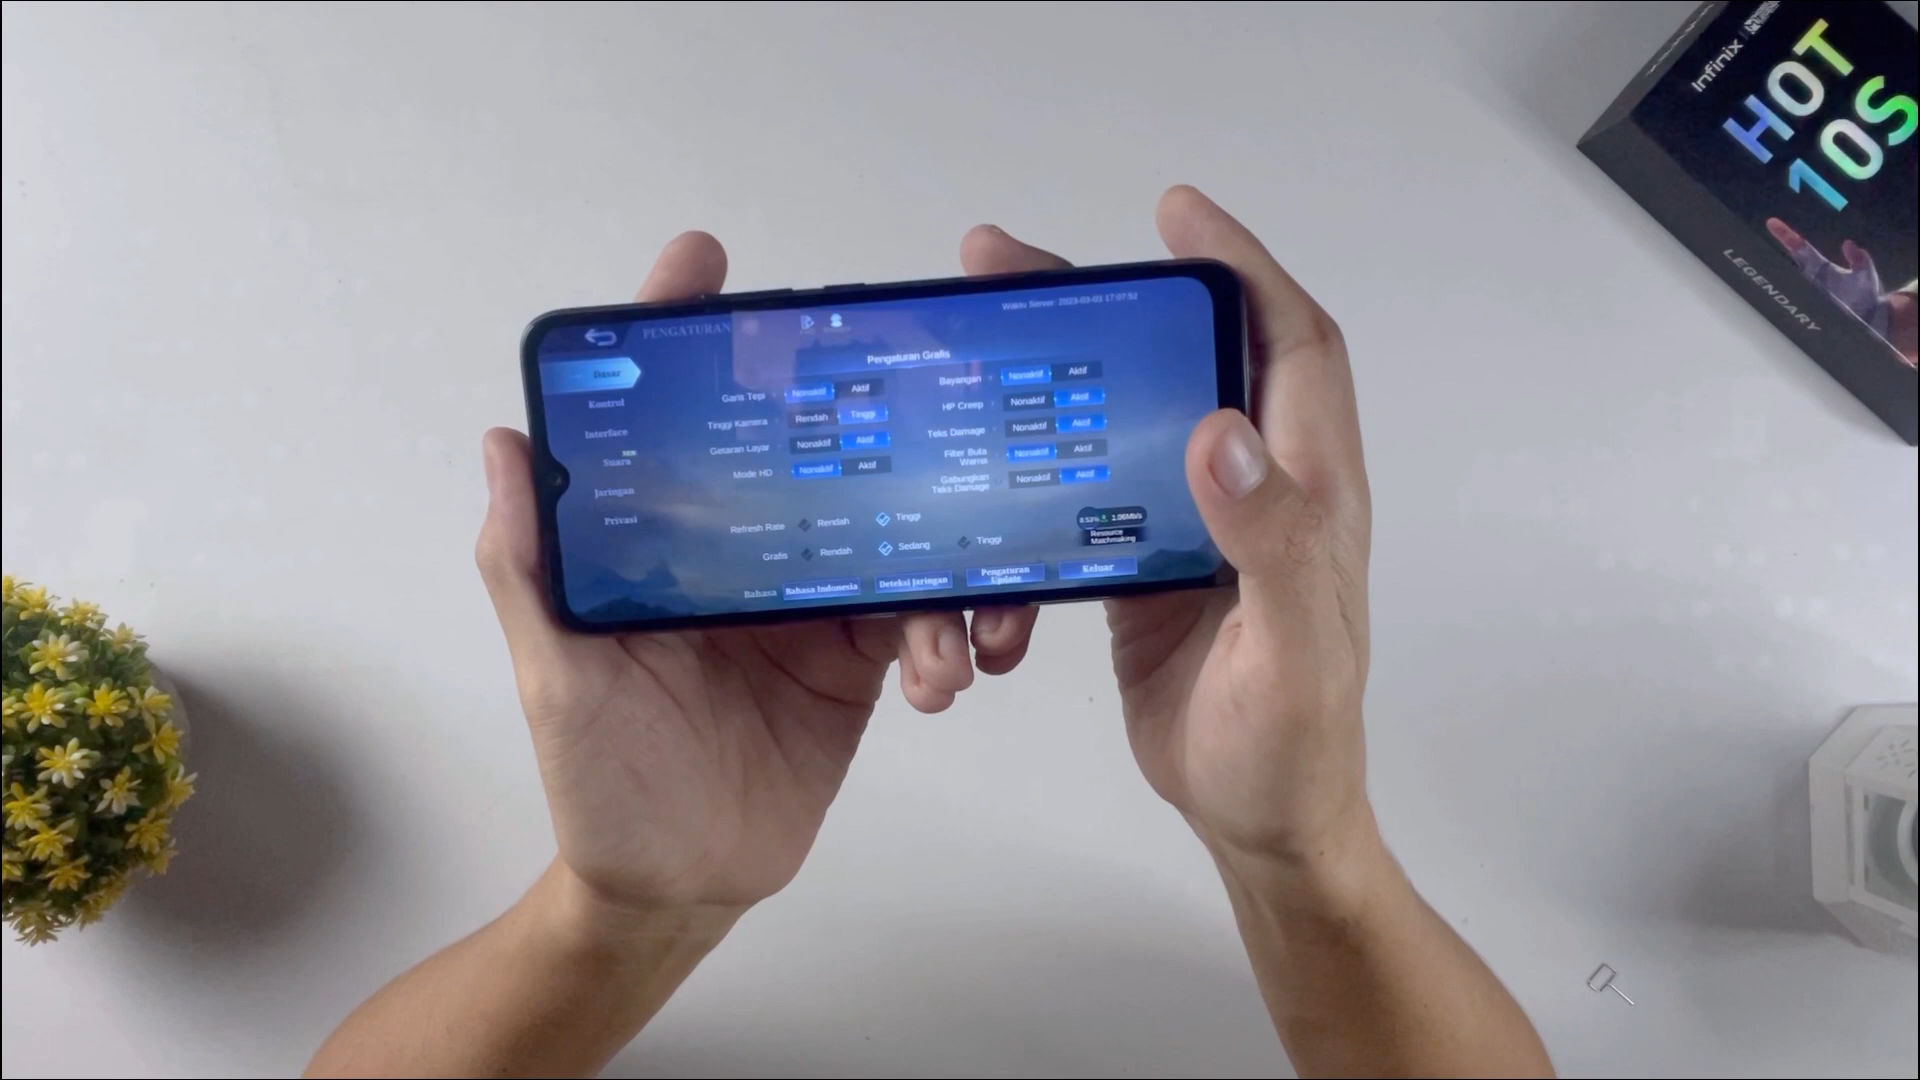 Infinix
HOT
10S
LEGENDARY
Waktu Server: 2023-03-03 17:07:52
PENGATURAN
Pengaturan Grafis
Dasar
Kontrol
Interface
Suara
Jaringan
Privasi
Garis Tepi Nonaktif Aktif
Tinggi Kamera Rendah Tinggi
Getaran Layar Nonaktif Aktif
Mode HD Nonaktif Aktif
Bayangan Nonaktif Aktif
HP Creep Nonaktif Aktif
Teks Damage Nonaktif Aktif
Filter Buta
Warna Nonaktif Aktif
Gabungkan
Teks Damage Nonaktif Aktif
Refresh Rate Rendah Tinggi
Grafis Rendah Sedang Tinggi
1.06Mb/s
Resource
Matchmaking
Bahasa Bahasa Indonesia Deteksi Jaringan
Pengaturan
Update
Keluar